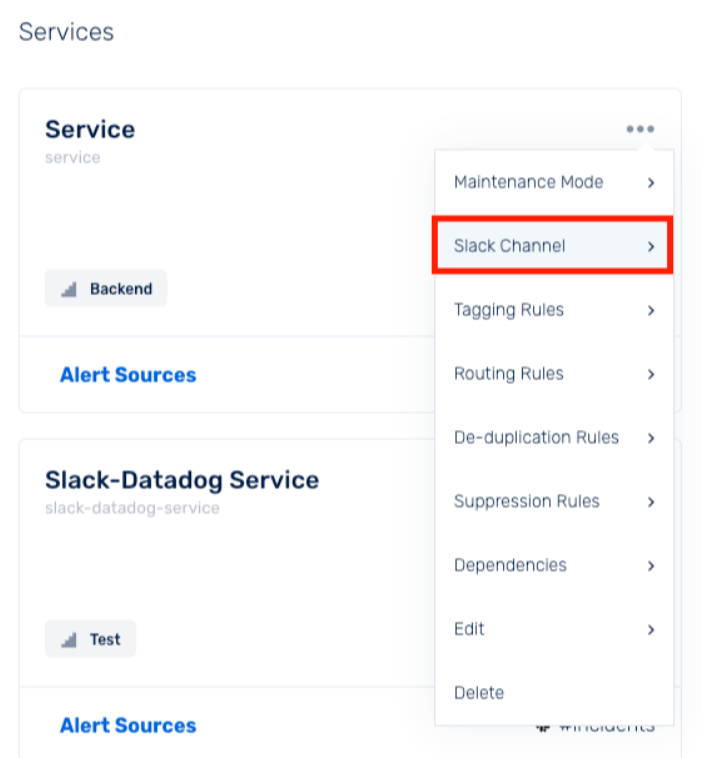 Services
Service
service
Maintenance Mode
Slack Channel
Backend
Tagging Rules
Alert Sources
Routing Rules
De-duplication Rules
Slack-Datadog Service
slack-datadog-service
Suppression Rules
Dependencies
Test
Edit
Delete
Alert Sources
#incidents